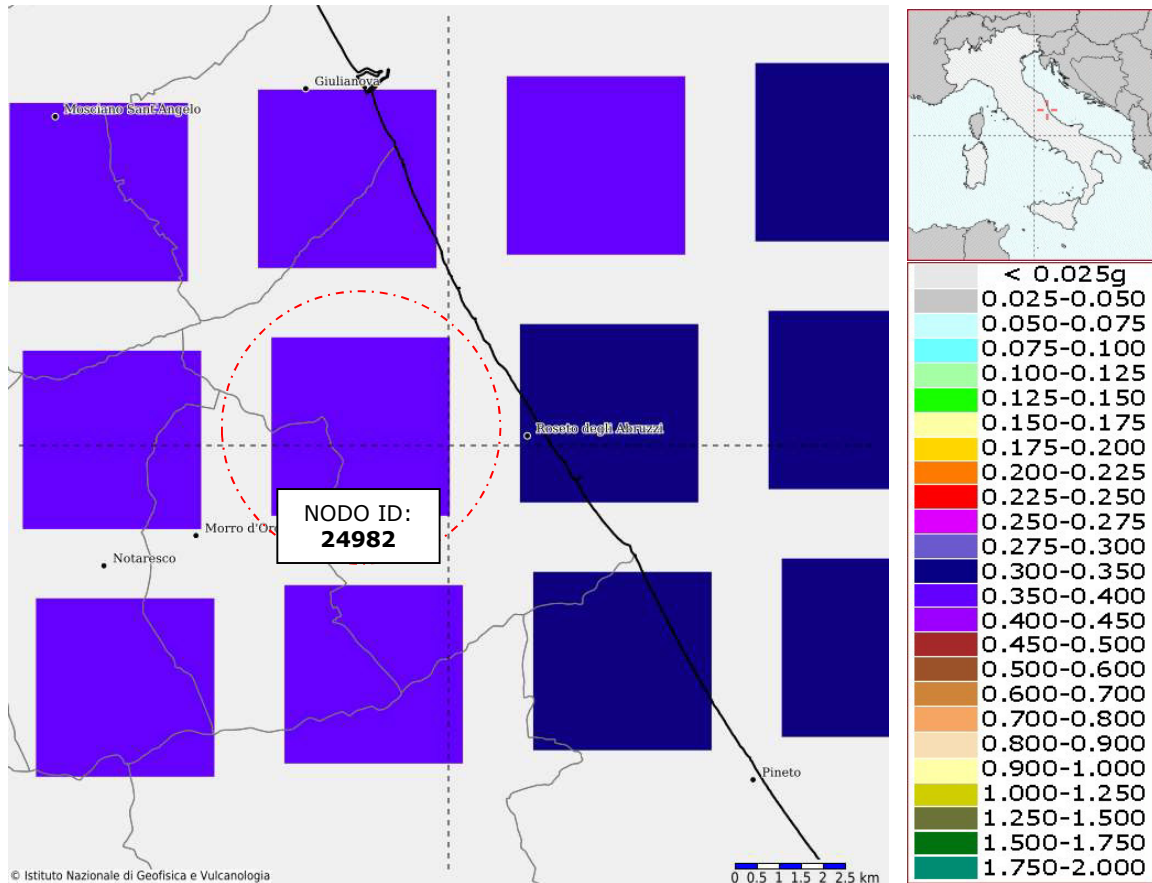 Giulianova
Mosciano Sant'Angelo
Roseto degli Abruzzi
NODO ID:
24982
Morro d'Oro
Notaresco
Pineto
© Istituto Nazionale di Geofisica e Vulcanologia
0 0.5 1 1.5 2 2.5 km
< 0.025g
0.025-0.050
0.050-0.075
0.075-0.100
0.100-0.125
0.125-0.150
0.150-0.175
0.175-0.200
0.200-0.225
0.225-0.250
0.250-0.275
0.275-0.300
0.300-0.350
0.350-0.400
0.400-0.450
0.450-0.500
0.500-0.600
0.600-0.700
0.700-0.800
0.800-0.900
0.900-1.000
1.000-1.250
1.250-1.500
1.500-1.750
1.750-2.000